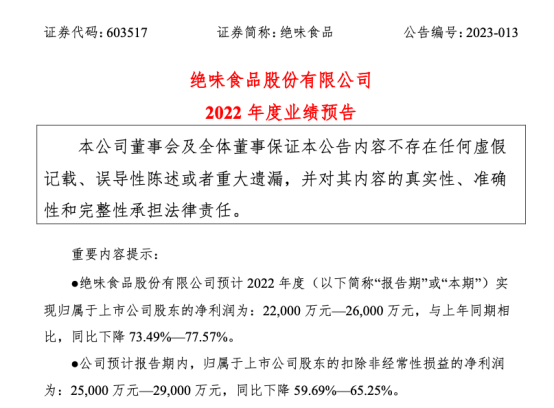 证券代码：603517 证券简称：绝味食品 公告编号：2023-013
绝味食品股份有限公司
2022 年度业绩预告
本公司董事会及全体董事保证本公告内容不存在任何虚假
记载、误导性陈述或者重大遗漏，并对其内容的真实性、准确
性和完整性承担法律责任。
重要内容提示：
●绝味食品股份有限公司预计 2022 年度（以下简称“报告期”或“本期”）实
现归属于上市公司股东的净利润为：22,000 万元—26,000 万元，与上年同期相
比，同比下降 73.49%—77.57%。
●公司预计报告期内，归属于上市公司股东的扣除非经常性损益的净利润
为：25,000 万元—29,000 万元，同比下降 59.69%—65.25%。